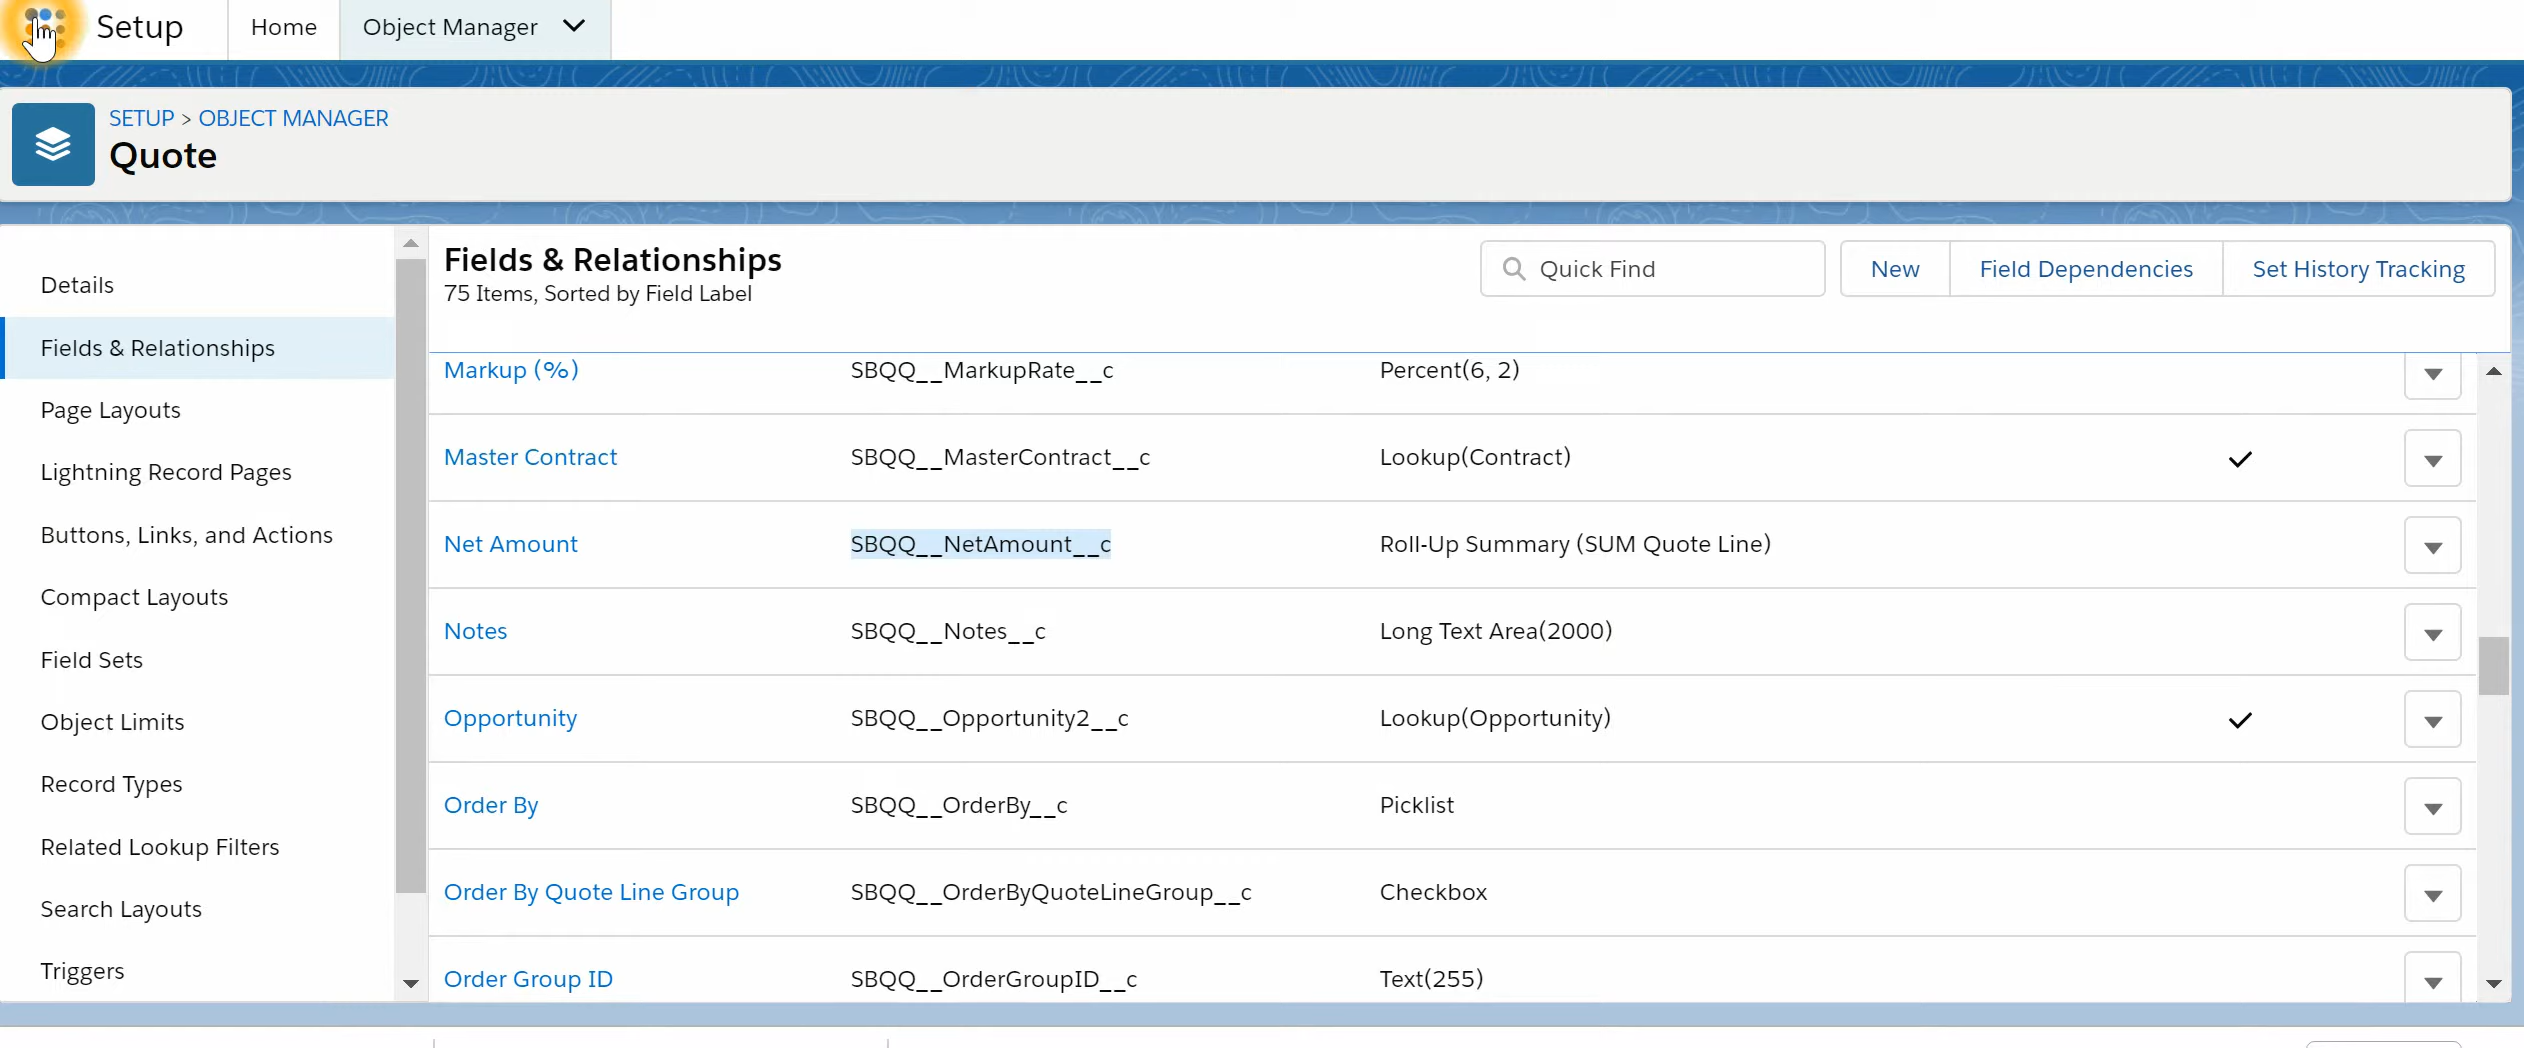 Setup
Home
Object Manager
SETUP > OBJECT MANAGER
Quote
Details
Fields & Relationships
Page Layouts
Lightning Record Pages
Buttons, Links, and Actions
Compact Layouts
Field Sets
Object Limits
Record Types
Related Lookup Filters
Search Layouts
Triggers
Fields & Relationships
75 Items, Sorted by Field Label
Quick Find
New
Field Dependencies
Set History Tracking
Markup (%) SBQQ__MarkupRate__c Percent(6, 2)
Master Contract SBQQ__MasterContract__c Lookup(Contract)
Net Amount SBQQ__NetAmount__c Roll-Up Summary (SUM Quote Line)
Notes SBQQ__Notes__c Long Text Area(2000)
Opportunity SBQQ__Opportunity2__c Lookup(Opportunity)
Order By SBQQ__OrderBy__c Picklist
Order By Quote Line Group SBQQ__OrderByQuoteLineGroup__c Checkbox
Order Group ID SBQQ__OrderGroupID__c Text(255)